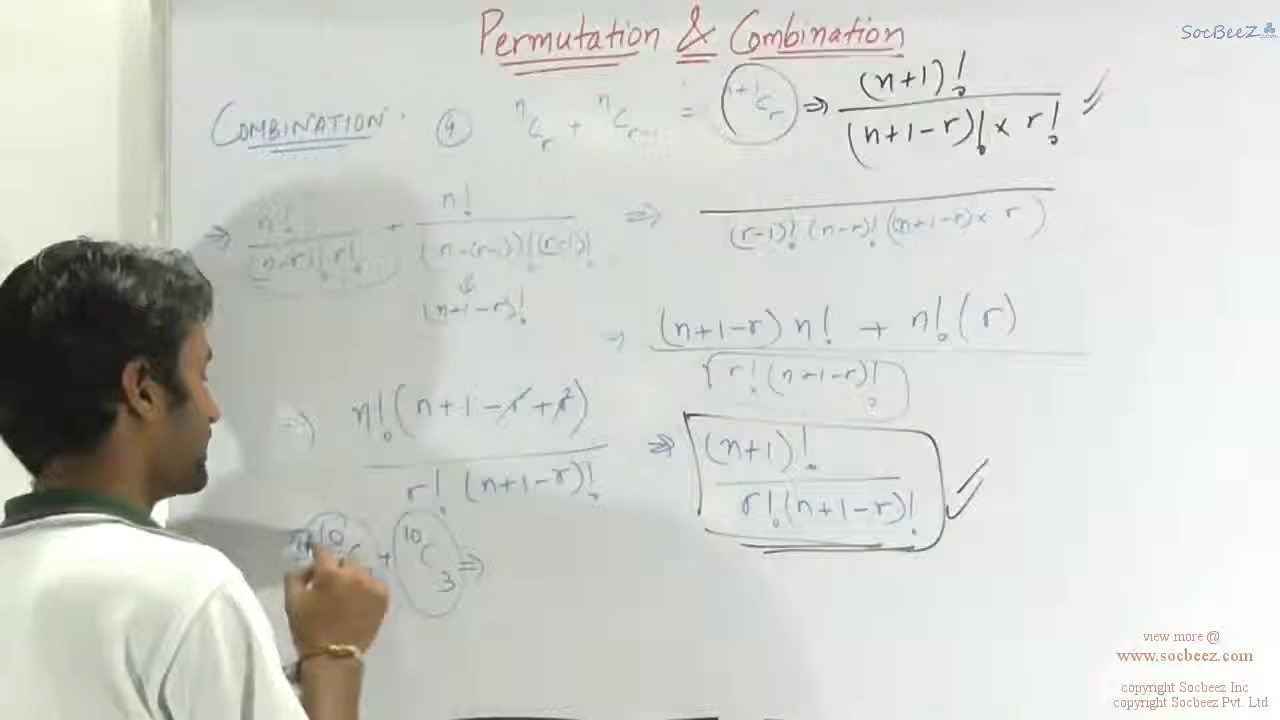 Permutation & Combination
SocBeeZ
COMBINATION: ④ ⁿCᵣ + ⁿCᵣ₋₁ = ⁿ⁺¹Cᵣ ⇒ (n+1)! / (n+1-r)! × r! ✓
⇒ n! / (n-r)! r! + n! / (n-(r-1))! (r-1)! ⇒ / (r-1)! (n-r)! (n+1-r) × r)
↓
(n+1-r)!
→ (n+1-r) n! + n! (r) / r! (n+1-r)!
⇒ n! (n+1-r+r) / r! (n+1-r)! ⇒ (n+1)! / r! (n+1-r)! ✓
¹⁰C + ¹⁰C₃ ⇒
view more @
www.socbeez.com
copyright Socbeez Inc
copyright Socbeez Pvt. Ltd